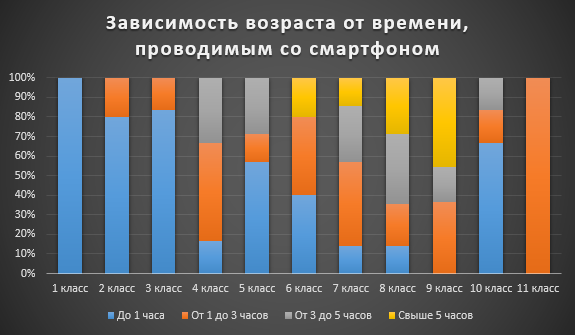 Зависимость возраста от времени,
проводимым со смартфоном
100%
90%
80%
70%
60%
50%
40%
30%
20%
10%
0%
1 класс 2 класс 3 класс 4 класс 5 класс 6 класс 7 класс 8 класс 9 класс 10 класс 11 класс
До 1 часа От 1 до 3 часов От 3 до 5 часов Свыше 5 часов